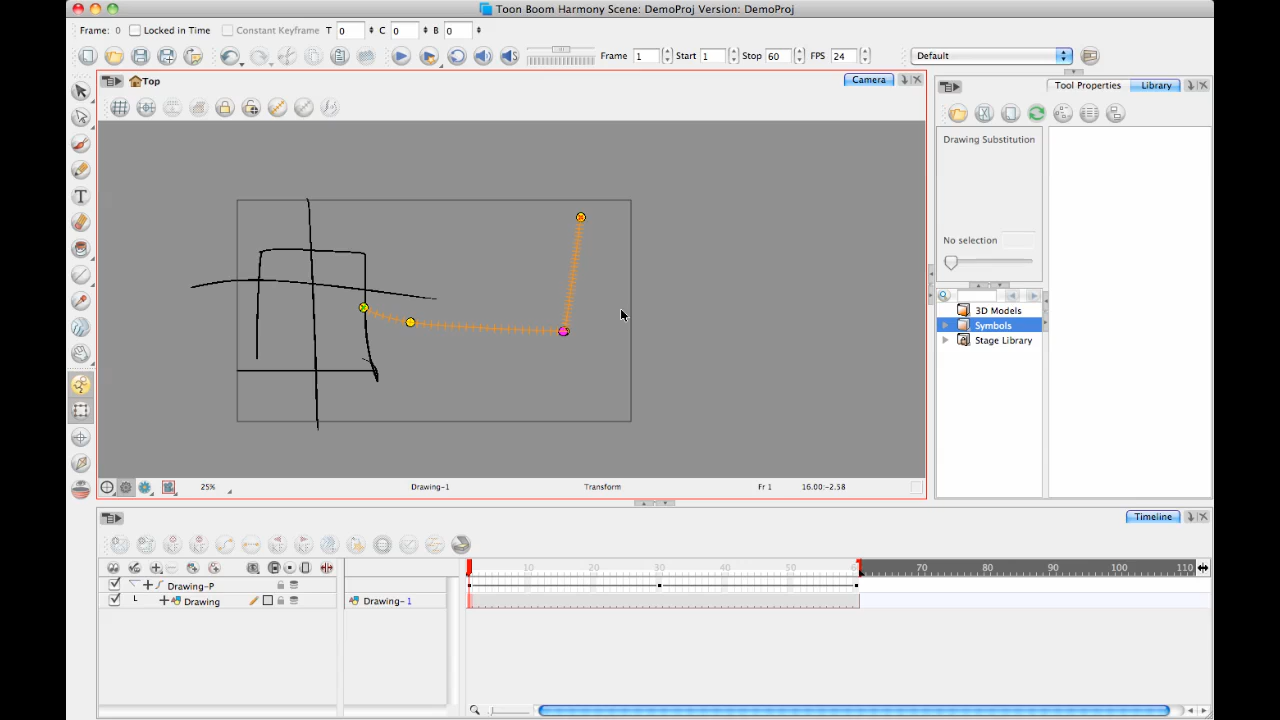 Toon Boom Harmony Scene: DemoProj Version: DemoProj
Frame: 0 Locked in Time Constant Keyframe T 0 C 0 B 0
Frame 1 Start 1 Stop 60 FPS 24 Default
Top Camera
Tool Properties Library
Drawing Substitution
No selection
3D Models
Symbols
Stage Library
25% Drawing-1 Transform Fr 1 16.00:-2.58
Timeline
10 20 30 40 50 70 80 90 100 110
Drawing-P
Drawing Drawing- 1